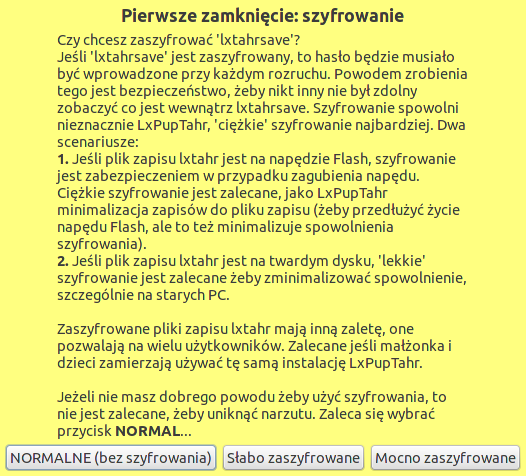 Pierwsze zamknięcie: szyfrowanie
Czy chcesz zaszyfrować 'lxtahrsave'?
Jeśli 'lxtahrsave' jest zaszyfrowany, to hasło będzie musiało
być wprowadzone przy każdym rozruchu. Powodem zrobienia
tego jest bezpieczeństwo, żeby nikt inny nie był zdolny
zobaczyć co jest wewnątrz lxtahrsave. Szyfrowanie spowolni
nieznacznie LxPupTahr, 'ciężkie' szyfrowanie najbardziej. Dwa
scenariusze:
1. Jeśli plik zapisu lxtahr jest na napędzie Flash, szyfrowanie
jest zabezpieczeniem w przypadku zagubienia napędu.
Ciężkie szyfrowanie jest zalecane, jako LxPupTahr
minimalizacja zapisów do pliku zapisu (żeby przedłużyć życie
napędu Flash, ale to też minimalizuje spowolnienia
szyfrowania).
2. Jeśli plik zapisu lxtahr jest na twardym dysku, 'lekkie'
szyfrowanie jest zalecane żeby zminimalizować spowolnienie,
szczególnie na starych PC.
Zaszyfrowane pliki zapisu lxtahr mają inną zaletę, one
pozwalają na wielu użytkowników. Zalecane jeśli małżonka i
dzieci zamierzają używać tę samą instalację LxPupTahr.
Jeżeli nie masz dobrego powodu żeby użyć szyfrowania, to
nie jest zalecane, żeby uniknąć narzutu. Zaleca się wybrać
przycisk NORMAL...
NORMALNE (bez szyfrowania) Słabo zaszyfrowane Mocno zaszyfrowane